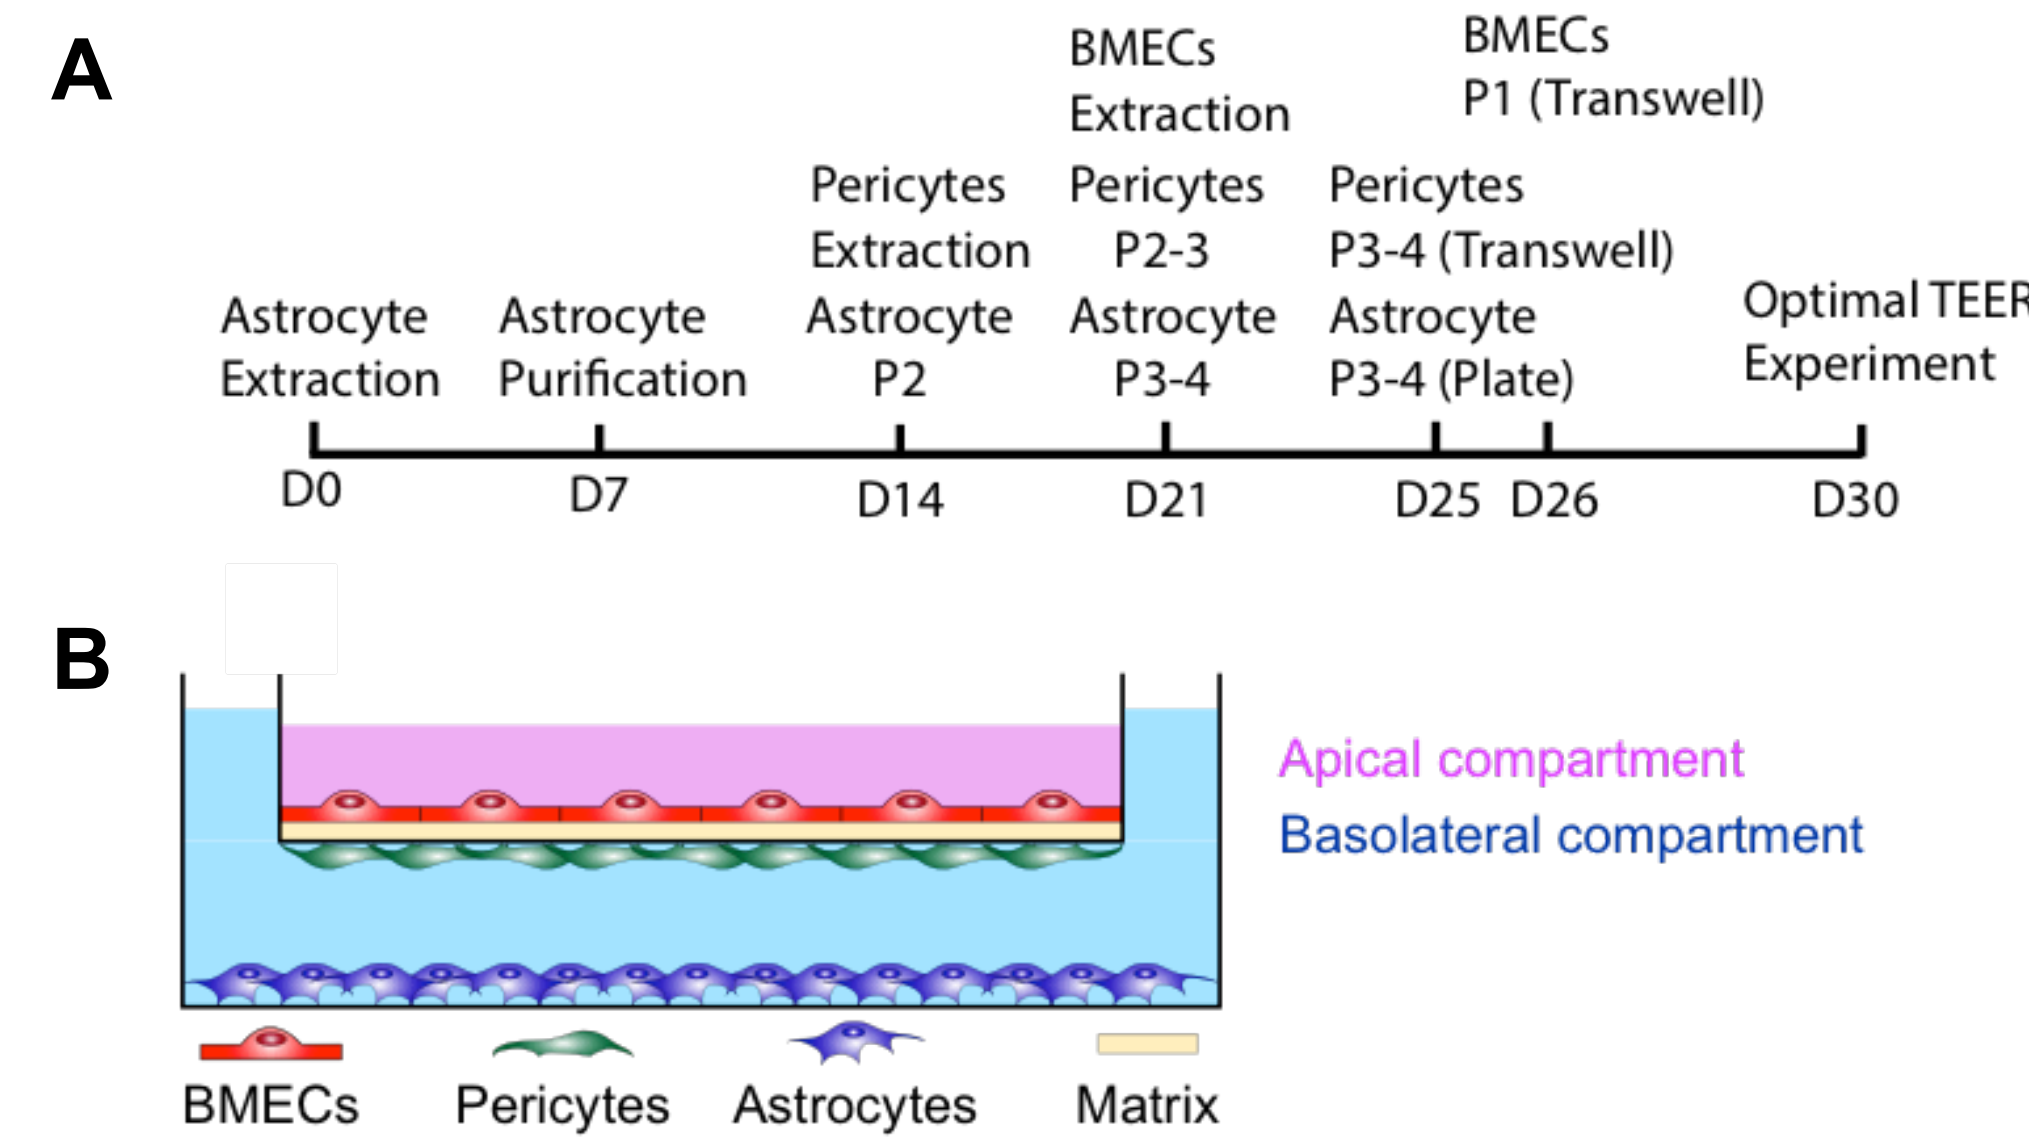 A
BMECs
Extraction
BMECs
P1 (Transwell)
Pericytes
Extraction
Pericytes
P2-3
Pericytes
P3-4 (Transwell)
Astrocyte
Extraction
Astrocyte
Purification
Astrocyte
P2
Astrocyte
P3-4
Astrocyte
P3-4 (Plate)
Optimal TEER
Experiment
D0
D7
D14
D21
D25
D26
D30
B
Apical compartment
Basolateral compartment
BMECs
Pericytes
Astrocytes
Matrix